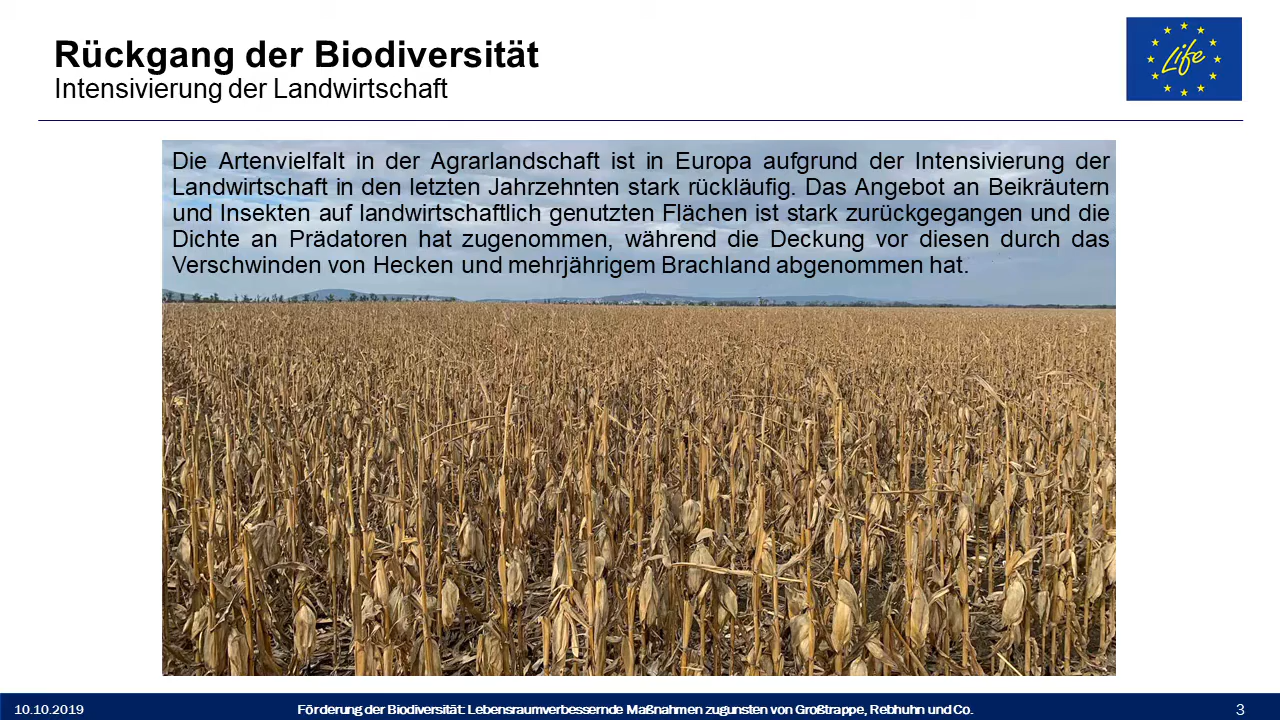 Rückgang der Biodiversität
Intensivierung der Landwirtschaft
Life
Die Artenvielfalt in der Agrarlandschaft ist in Europa aufgrund der Intensivierung der
Landwirtschaft in den letzten Jahrzehnten stark rückläufig. Das Angebot an Beikräutern
und Insekten auf landwirtschaftlich genutzten Flächen ist stark zurückgegangen und die
Dichte an Prädatoren hat zugenommen, während die Deckung vor diesen durch das
Verschwinden von Hecken und mehrjährigem Brachland abgenommen hat.
10.10.2019
Förderung der Biodiversität: Lebensraumverbessernde Maßnahmen zugunsten von Großtrappe, Rebhuhn und Co.
3